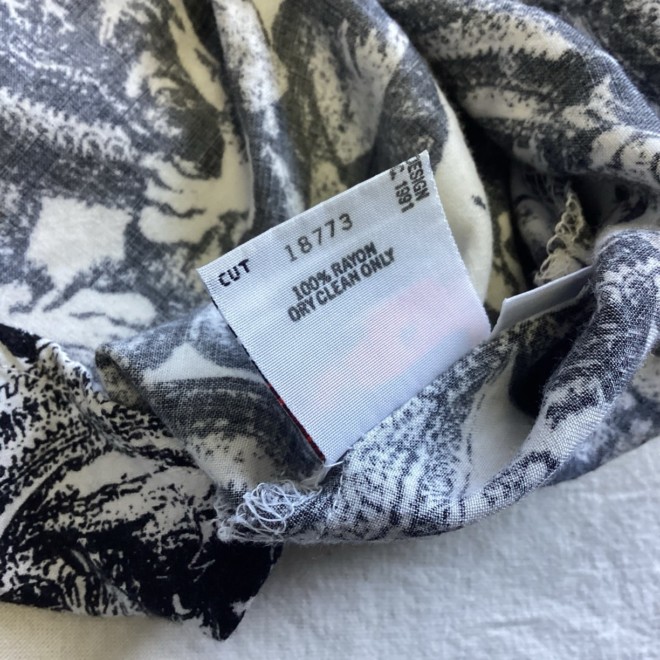 CUT 18773
100% RAYON
DRY CLEAN ONLY
DESIGN
1991